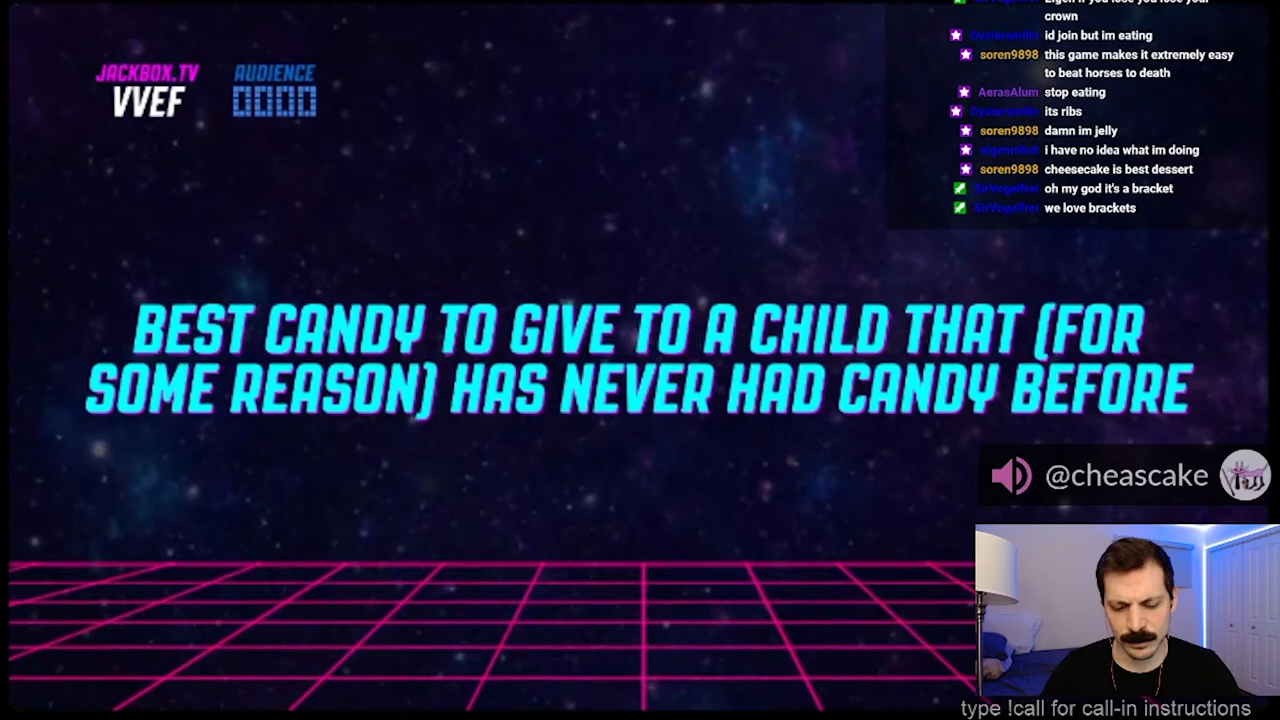 crown
JACKBOX.TV
VVEF
AUDIENCE
id join but im eating
soren9898 this game makes it extremely easy
to beat horses to death
AerasAlum stop eating
its ribs
soren9898 damn im jelly
eigenrobot i have no idea what im doing
soren9898 cheesecake is best dessert
SirVogelfrei oh my god it's a bracket
SirVogelfrei we love brackets
BEST CANDY TO GIVE TO A CHILD THAT (FOR
SOME REASON) HAS NEVER HAD CANDY BEFORE
@cheascake
type !call for call-in instructions